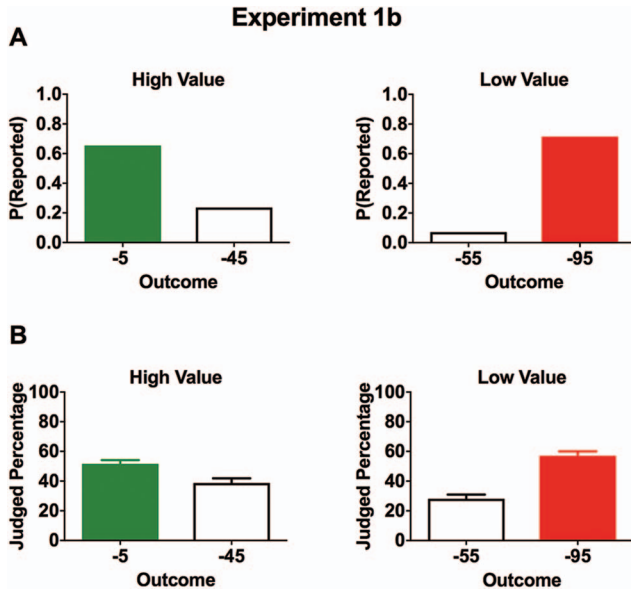 Experiment 1b
A
High Value
P(Reported)
1.0
0.8
0.6
0.4
0.2
0.0
-5
-45
Outcome
Low Value
P(Reported)
1.0
0.8
0.6
0.4
0.2
0.0
-55
-95
Outcome
B
High Value
Judged Percentage
100
80
60
40
20
0
-5
-45
Outcome
Low Value
Judged Percentage
100
80
60
40
20
0
-55
-95
Outcome